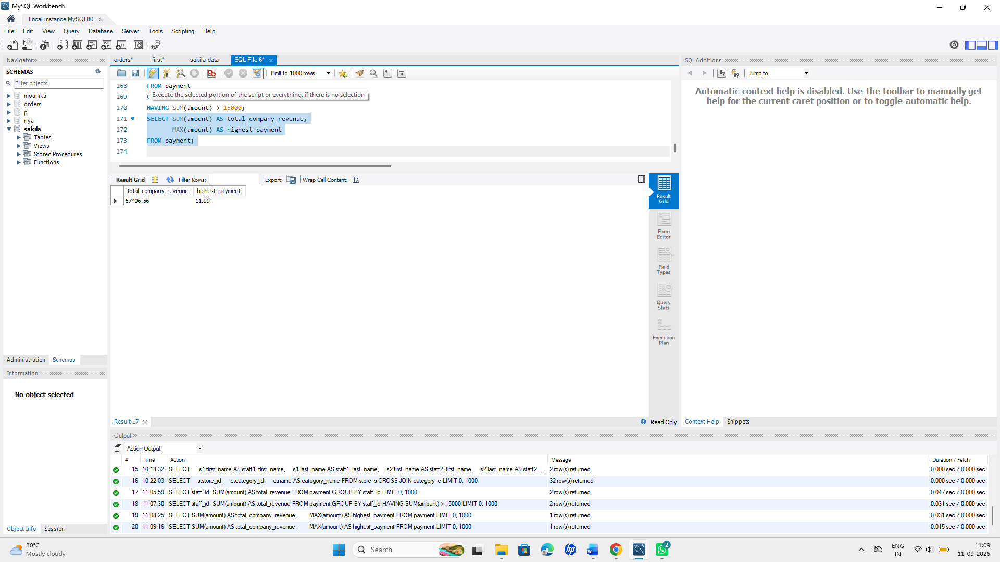 MySQL Workbench
Local instance MySQL80
File Edit View Query Database Server Tools Scripting Help
Navigator
SCHEMAS
Filter objects
mounika
orders
p
riya
sakila
Tables
Views
Stored Procedures
Functions
Administration Schemas
Information
No object selected
Object Info Session
orders* first* sakila-data SQL File 6*
Limit to 1000 rows
168 FROM payment
169
Execute the selected portion of the script or everything, if there is no selection
170 HAVING SUM(amount) > 15000;
171 SELECT SUM(amount) AS total_company_revenue,
172 MAX(amount) AS highest_payment
173 FROM payment;
174
Result Grid Filter Rows: Export: Wrap Cell Content:
total_company_revenue highest_payment
67406.56 11.99
Result Grid
Form Editor
Field Types
Query Stats
Execution Plan
Result 17 Read Only
SQLAdditions
Jump to
Automatic context help is disabled. Use the toolbar to manually get
help for the current caret position or to toggle automatic help.
Context Help Snippets
Output
Action Output
# Time Action Message Duration / Fetch
15 10:18:32 SELECT s1.first_name AS staff1_first_name, s1.last_name AS staff1_last_name, s2.first_name AS staff2_first_name, s2.last_name AS staff2_... 2 row(s) returned 0.000 sec / 0.000 sec
16 10:22:03 SELECT s.store_id, c.category_id, c.name AS category_name FROM store s CROSS JOIN category c LIMIT 0, 1000 32 row(s) returned 0.000 sec / 0.000 sec
17 11:05:59 SELECT staff_id, SUM(amount) AS total_revenue FROM payment GROUP BY staff_id LIMIT 0, 1000 2 row(s) returned 0.047 sec / 0.000 sec
18 11:07:30 SELECT staff_id, SUM(amount) AS total_revenue FROM payment GROUP BY staff_id HAVING SUM(amount) > 15000 LIMIT 0, 1000 2 row(s) returned 0.031 sec / 0.000 sec
19 11:08:25 SELECT SUM(amount) AS total_company_revenue, MAX(amount) AS highest_payment FROM payment LIMIT 0, 1000 1 row(s) returned 0.031 sec / 0.000 sec
20 11:09:16 SELECT SUM(amount) AS total_company_revenue, MAX(amount) AS highest_payment FROM payment LIMIT 0, 1000 1 row(s) returned 0.015 sec / 0.000 sec
30°C
Mostly cloudy
Search
2
ENG
IN
11:09
11-09-2026